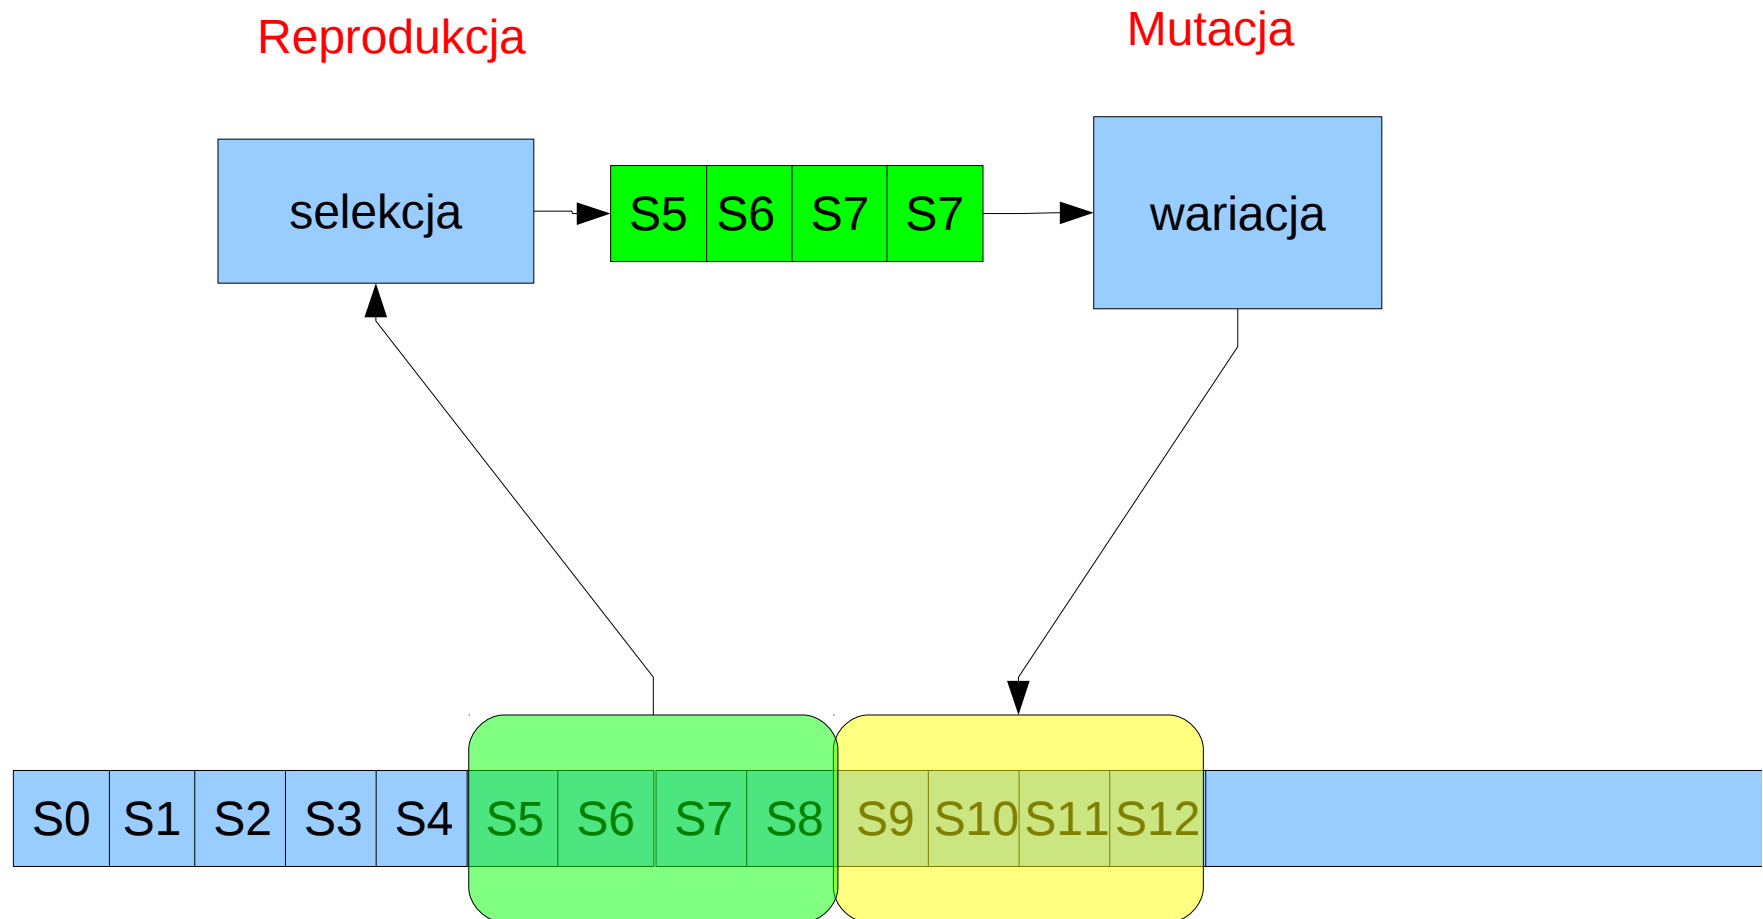 Reprodukcja
Mutacja
selekcja
S5 S6 S7 S7
wariacja
S0 S1 S2 S3 S4 S5 S6 S7 S8 S9 S10 S11 S12